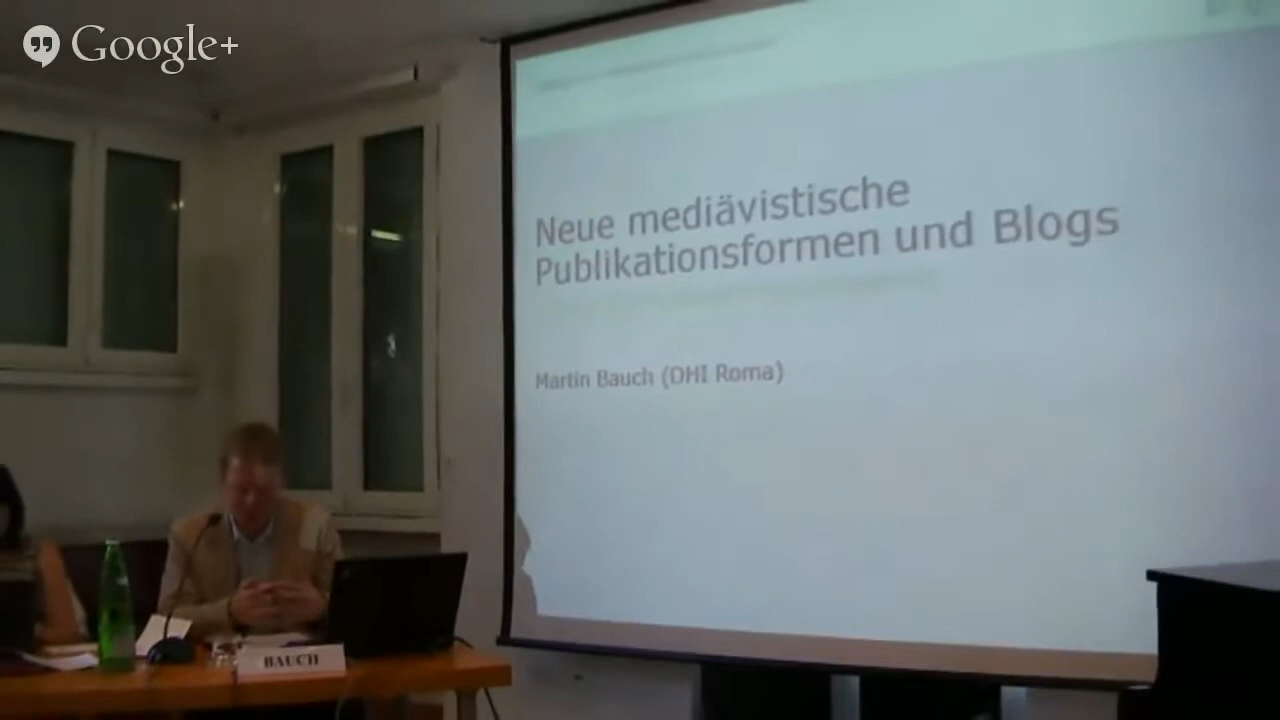 Google+
Neue mediävistische
Publikationsformen und Blogs
Martin Bauch (DHI Roma)
BAUCH